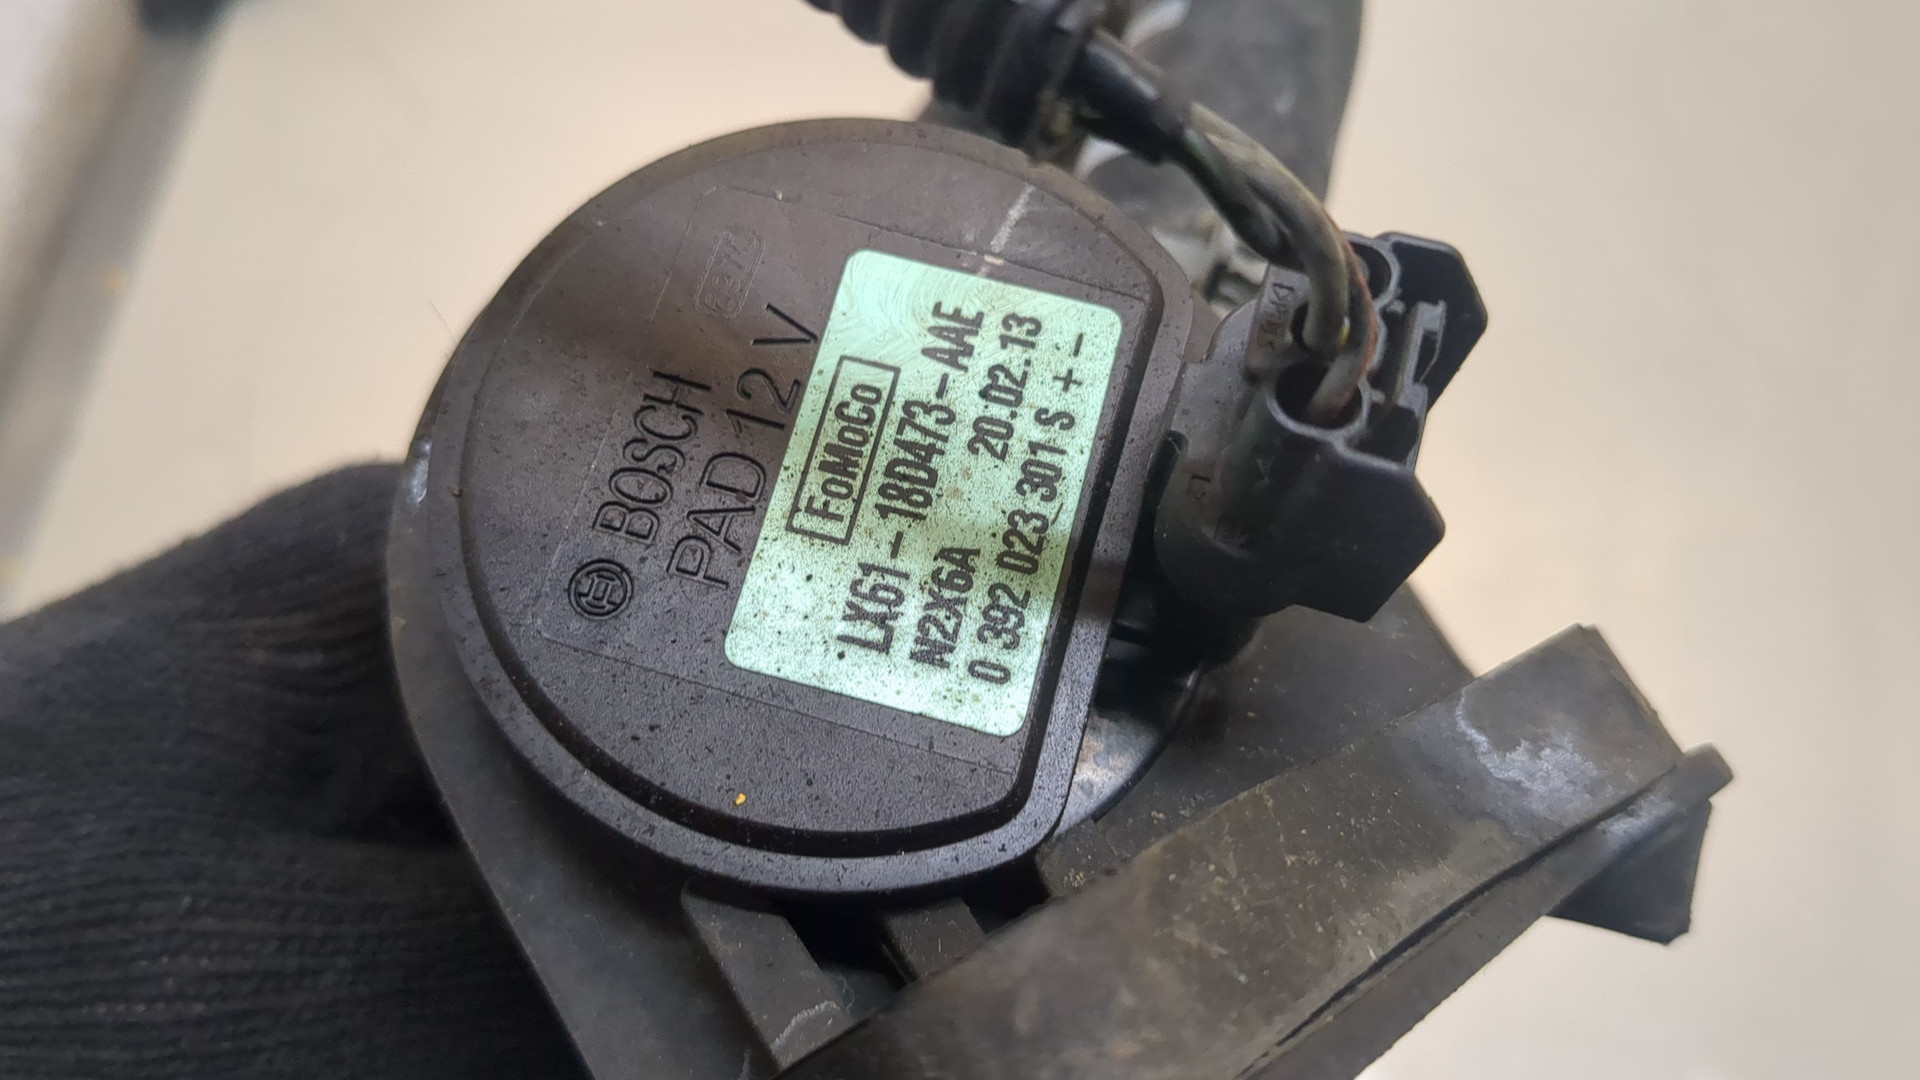 BOSCH
PAD 12 V
FoMoCo
LX61-18D473-AAE
N2X6A 20.02.13
0 392 023 301 S + -